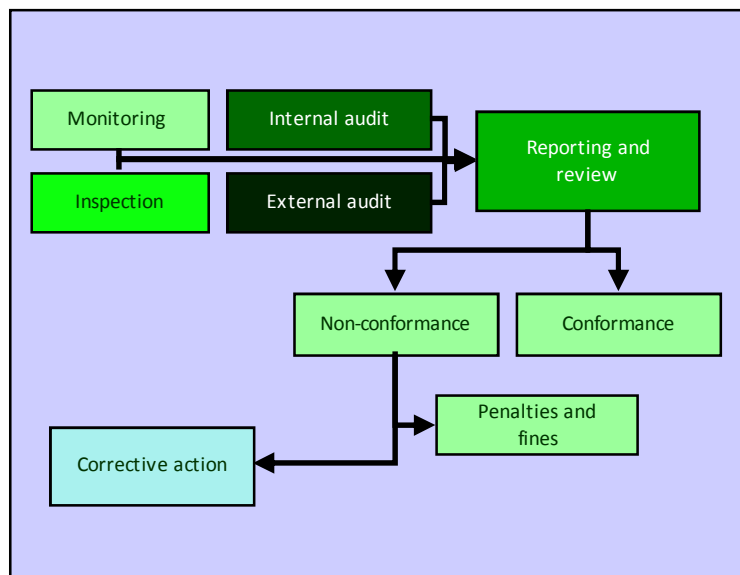 Monitoring
Internal audit
Reporting and
review
Inspection
External audit
Non-conformance
Conformance
Penalties and
fines
Corrective action